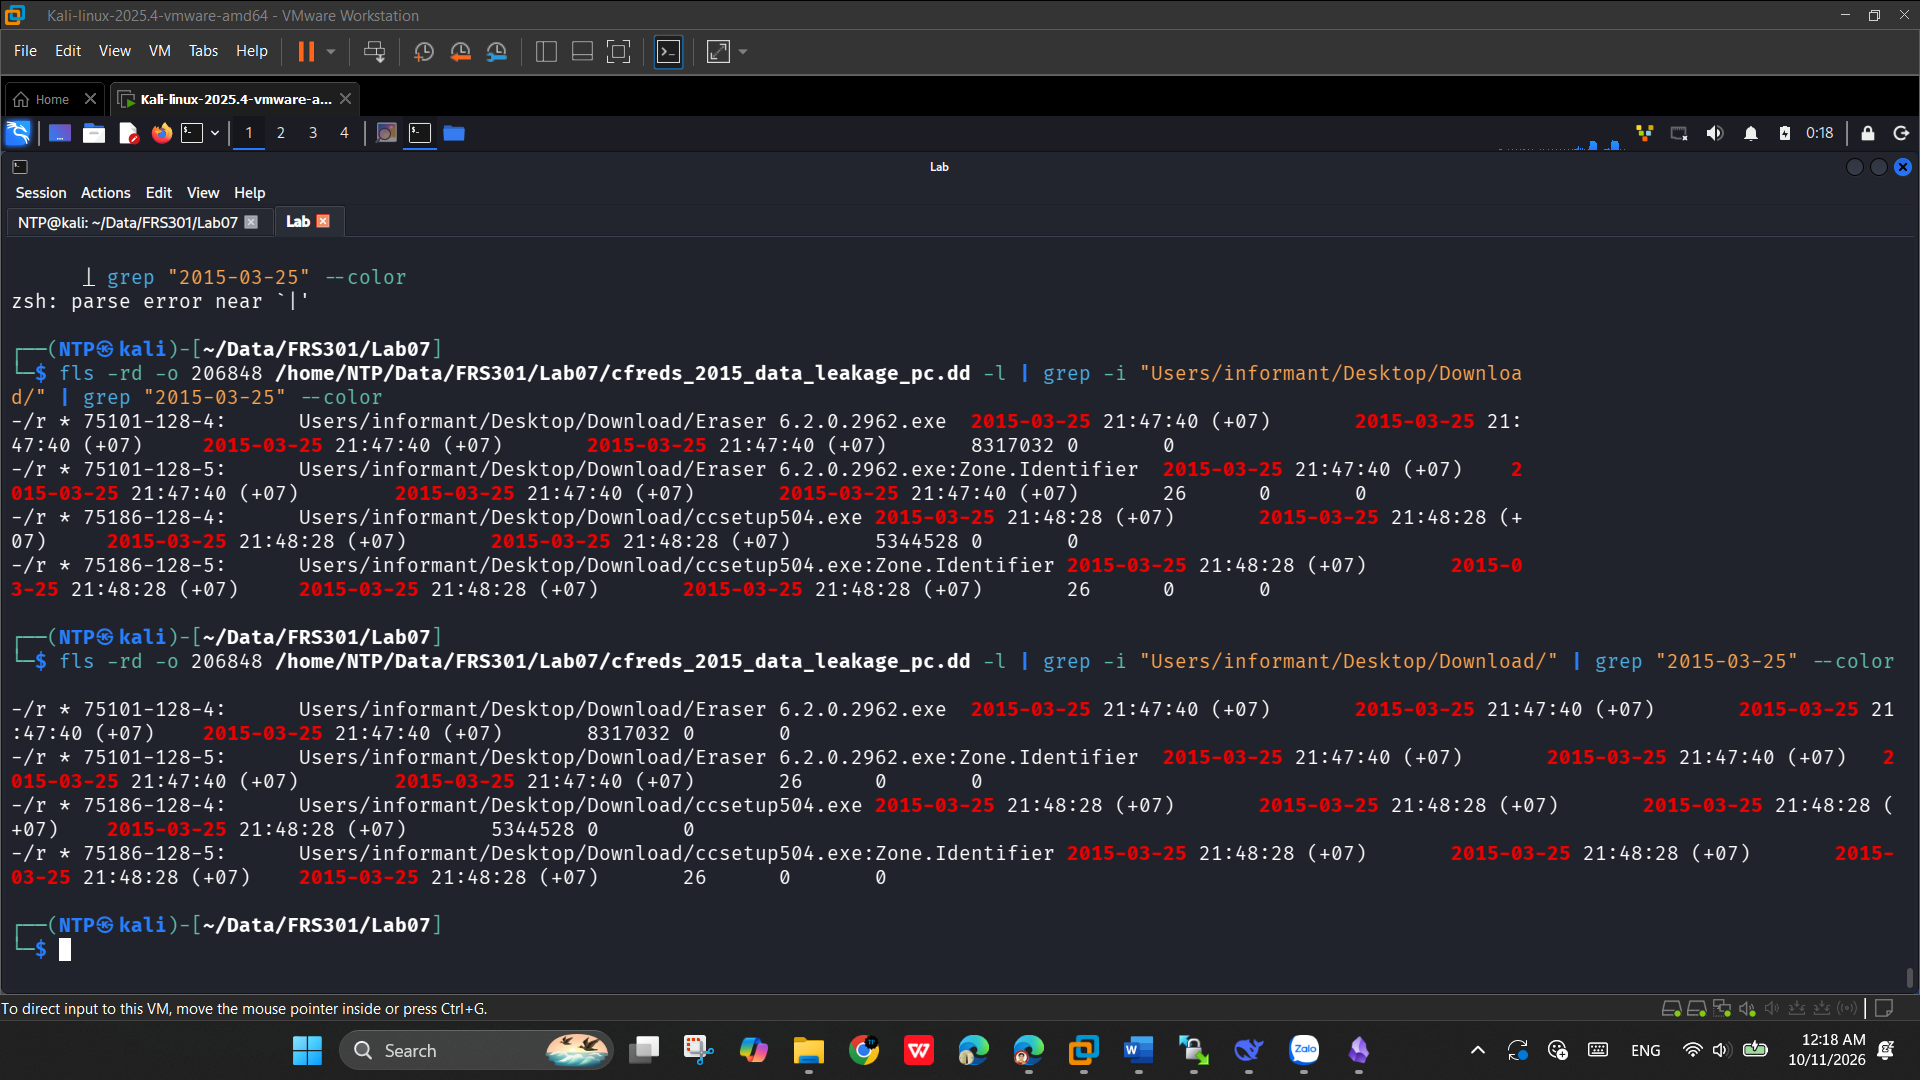 Kali-linux-2025.4-vmware-amd64 - VMware Workstation
File Edit View VM Tabs Help
Home Kali-linux-2025.4-vmware-a...
1 2 3 4 0:18
Lab
Session Actions Edit View Help
NTP@kali: ~/Data/FRS301/Lab07 Lab
| grep "2015-03-25" --color
zsh: parse error near `|'
┌──(NTP㉿kali)-[~/Data/FRS301/Lab07]
└─$ fls -rd -o 206848 /home/NTP/Data/FRS301/Lab07/cfreds_2015_data_leakage_pc.dd -l | grep -i "Users/informant/Desktop/Downloa
d/" | grep "2015-03-25" --color
-/r * 75101-128-4: Users/informant/Desktop/Download/Eraser 6.2.0.2962.exe 2015-03-25 21:47:40 (+07) 2015-03-25 21:
47:40 (+07) 2015-03-25 21:47:40 (+07) 2015-03-25 21:47:40 (+07) 8317032 0 0
-/r * 75101-128-5: Users/informant/Desktop/Download/Eraser 6.2.0.2962.exe:Zone.Identifier 2015-03-25 21:47:40 (+07) 2
015-03-25 21:47:40 (+07) 2015-03-25 21:47:40 (+07) 2015-03-25 21:47:40 (+07) 26 0 0
-/r * 75186-128-4: Users/informant/Desktop/Download/ccsetup504.exe 2015-03-25 21:48:28 (+07) 2015-03-25 21:48:28 (+
07) 2015-03-25 21:48:28 (+07) 2015-03-25 21:48:28 (+07) 5344528 0 0
-/r * 75186-128-5: Users/informant/Desktop/Download/ccsetup504.exe:Zone.Identifier 2015-03-25 21:48:28 (+07) 2015-0
3-25 21:48:28 (+07) 2015-03-25 21:48:28 (+07) 2015-03-25 21:48:28 (+07) 26 0 0
┌──(NTP㉿kali)-[~/Data/FRS301/Lab07]
└─$ fls -rd -o 206848 /home/NTP/Data/FRS301/Lab07/cfreds_2015_data_leakage_pc.dd -l | grep -i "Users/informant/Desktop/Download/" | grep "2015-03-25" --color
-/r * 75101-128-4: Users/informant/Desktop/Download/Eraser 6.2.0.2962.exe 2015-03-25 21:47:40 (+07) 2015-03-25 21:47:40 (+07) 2015-03-25 21
:47:40 (+07) 2015-03-25 21:47:40 (+07) 8317032 0 0
-/r * 75101-128-5: Users/informant/Desktop/Download/Eraser 6.2.0.2962.exe:Zone.Identifier 2015-03-25 21:47:40 (+07) 2015-03-25 21:47:40 (+07) 2
015-03-25 21:47:40 (+07) 2015-03-25 21:47:40 (+07) 26 0 0
-/r * 75186-128-4: Users/informant/Desktop/Download/ccsetup504.exe 2015-03-25 21:48:28 (+07) 2015-03-25 21:48:28 (+07) 2015-03-25 21:48:28 (
+07) 2015-03-25 21:48:28 (+07) 5344528 0 0
-/r * 75186-128-5: Users/informant/Desktop/Download/ccsetup504.exe:Zone.Identifier 2015-03-25 21:48:28 (+07) 2015-03-25 21:48:28 (+07) 2015-
03-25 21:48:28 (+07) 2015-03-25 21:48:28 (+07) 26 0 0
┌──(NTP㉿kali)-[~/Data/FRS301/Lab07]
└─$
To direct input to this VM, move the mouse pointer inside or press Ctrl+G.
Search Zalo ENG 12:18 AM
10/11/2026